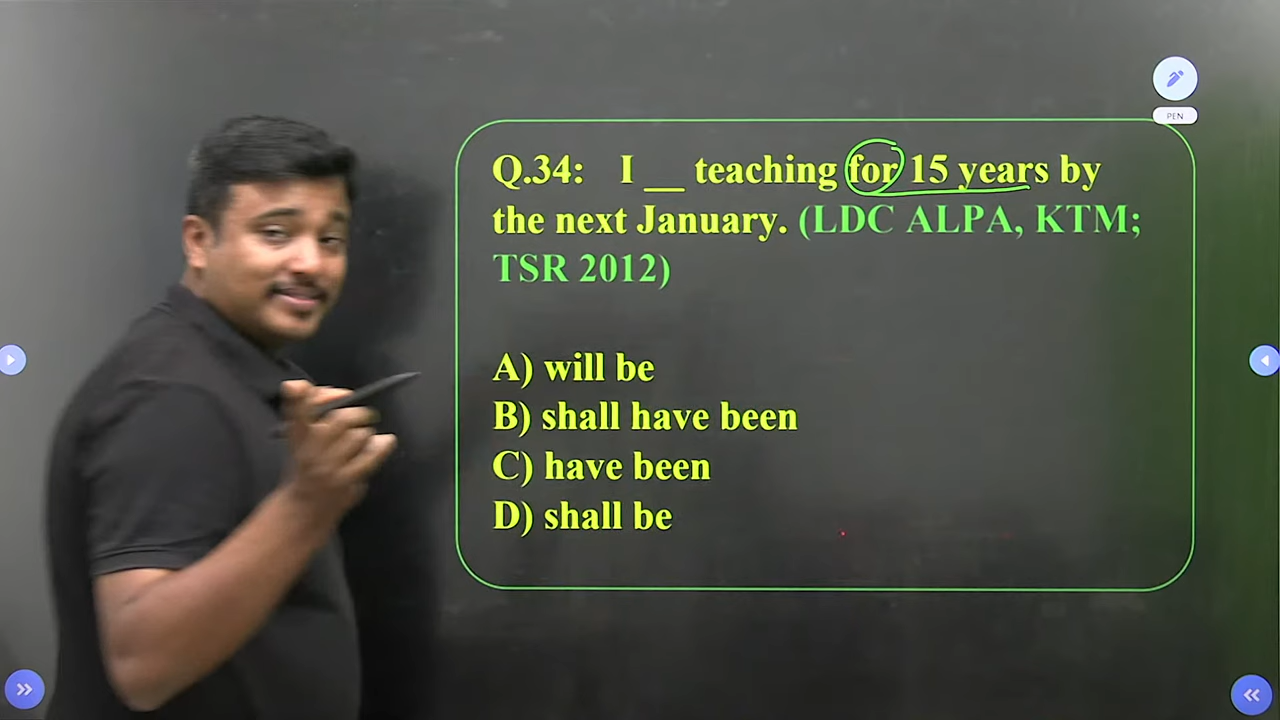 PEN
Q.34: I __ teaching for 15 years by
the next January. (LDC ALPA, KTM;
TSR 2012)
A) will be
B) shall have been
C) have been
D) shall be